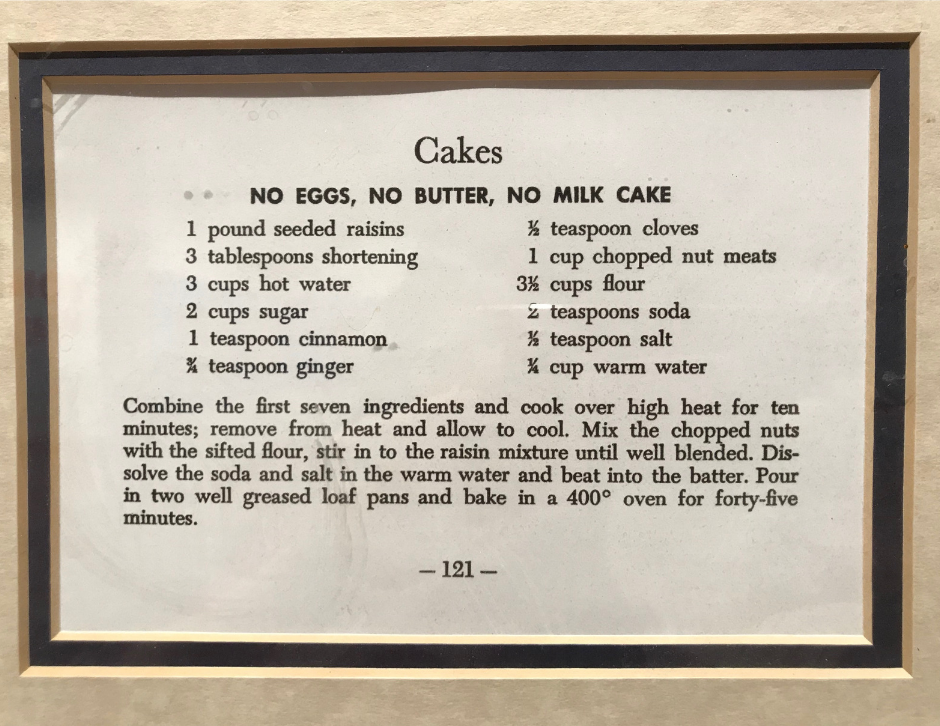 Cakes
NO EGGS, NO BUTTER, NO MILK CAKE
1 pound seeded raisins
3 tablespoons shortening
3 cups hot water
2 cups sugar
1 teaspoon cinnamon
¾ teaspoon ginger
½ teaspoon cloves
1 cup chopped nut meats
3½ cups flour
2 teaspoons soda
½ teaspoon salt
¼ cup warm water
Combine the first seven ingredients and cook over high heat for ten
minutes; remove from heat and allow to cool. Mix the chopped nuts
with the sifted flour, stir in to the raisin mixture until well blended. Dis-
solve the soda and salt in the warm water and beat into the batter. Pour
in two well greased loaf pans and bake in a 400° oven for forty-five
minutes.
— 121 —